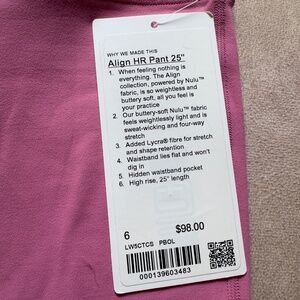 WHY WE MADE THIS
Align HR Pant 25"
1. When feeling nothing is
everything. The Align
collection, powered by Nulu™
fabric, is so weightless and
buttery soft, all you feel is
your practice
2. Our buttery-soft Nulu™ fabric
feels weightlessly light and is
sweat-wicking and four-way
stretch
3. Added Lycra® fibre for stretch
and shape retention
4. Waistband lies flat and won't
dig in
5. Hidden waistband pocket
6. High rise, 25" length
6 $98.00
LW5CTCS PBOL
000139603483